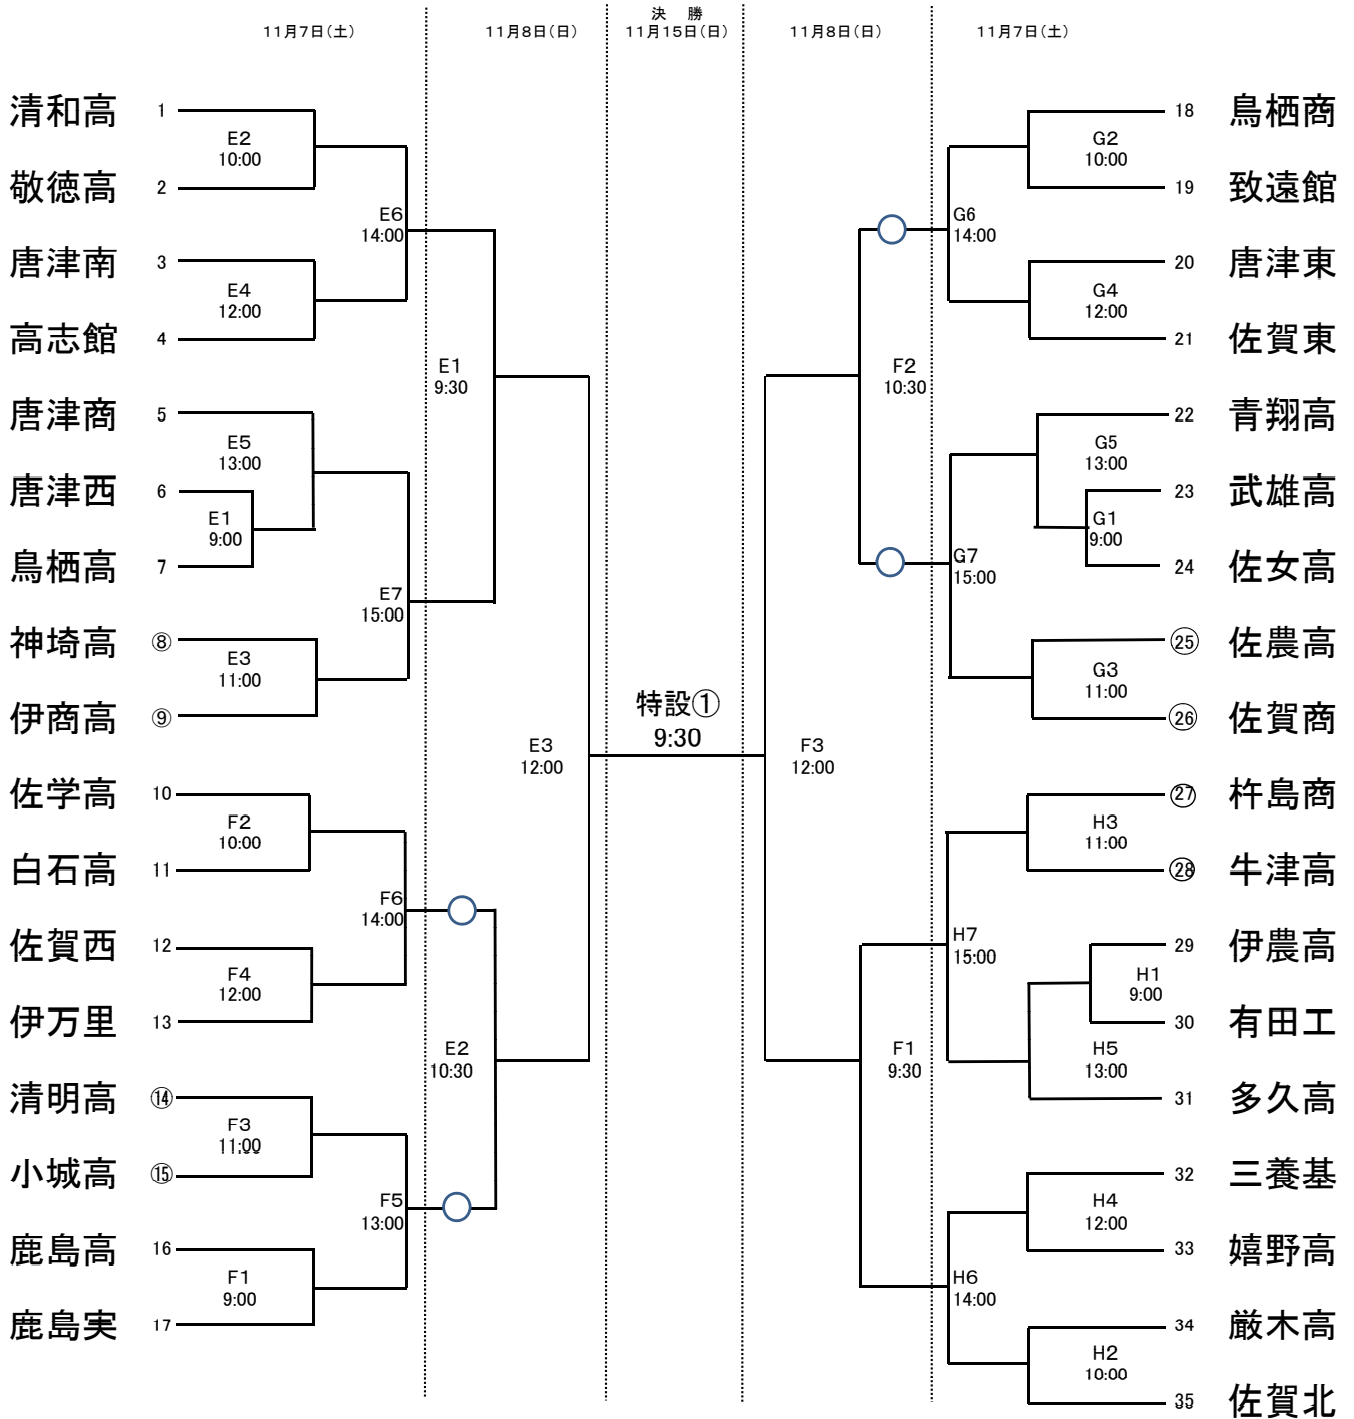 決 勝
11月7日(土) 11月8日(日) 11月15日(日) 11月8日(日) 11月7日(土)
清和高 1
E2
10:00
敬徳高 2
E6
14:00
唐津南 3
E4
12:00
高志館 4
E1
9:30
唐津商 5
E5
13:00
唐津西 6
E1
9:00
鳥栖高 7
E7
15:00
神埼高 ⑧
E3
11:00
伊商高 ⑨
E3
12:00
佐学高 10
F2
10:00
白石高 11
F6
14:00
佐賀西 12
F4
12:00
伊万里 13
E2
10:30
清明高 ⑭
F3
11:00
小城高 ⑮
F5
13:00
鹿島高 16
F1
9:00
鹿島実 17
特設①
9:30
18 鳥栖商
G2
10:00
19 致遠館
G6
14:00
20 唐津東
G4
12:00
21 佐賀東
F2
10:30
22 青翔高
G5
13:00
23 武雄高
G1
9:00
24 佐女高
G7
15:00
㉕ 佐農高
G3
11:00
㉖ 佐賀商
F3
12:00
㉗ 杵島商
H3
11:00
㉘ 牛津高
H7
15:00
29 伊農高
H1
9:00
30 有田工
H5
13:00
31 多久高
F1
9:30
32 三養基
H4
12:00
33 嬉野高
H6
14:00
34 厳木高
H2
10:00
35 佐賀北